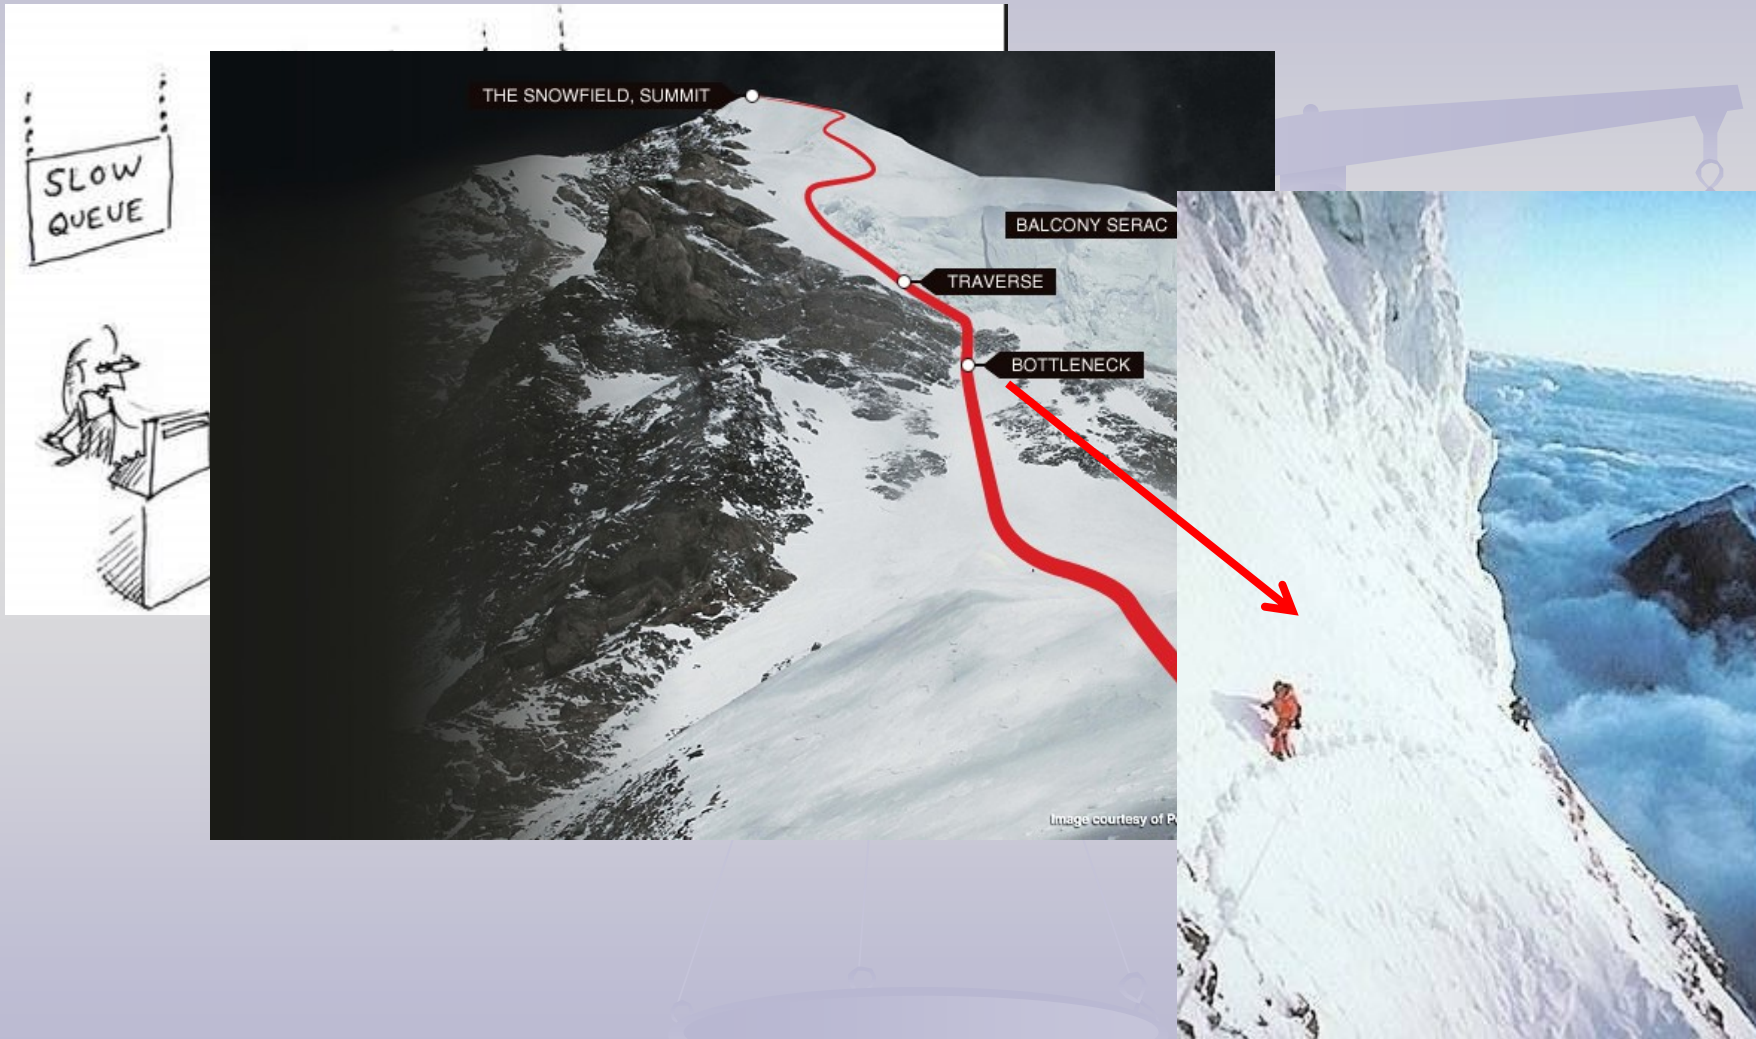 SLOW
QUEUE
THE SNOWFIELD, SUMMIT
BALCONY SERAC
TRAVERSE
BOTTLENECK
Image courtesy of